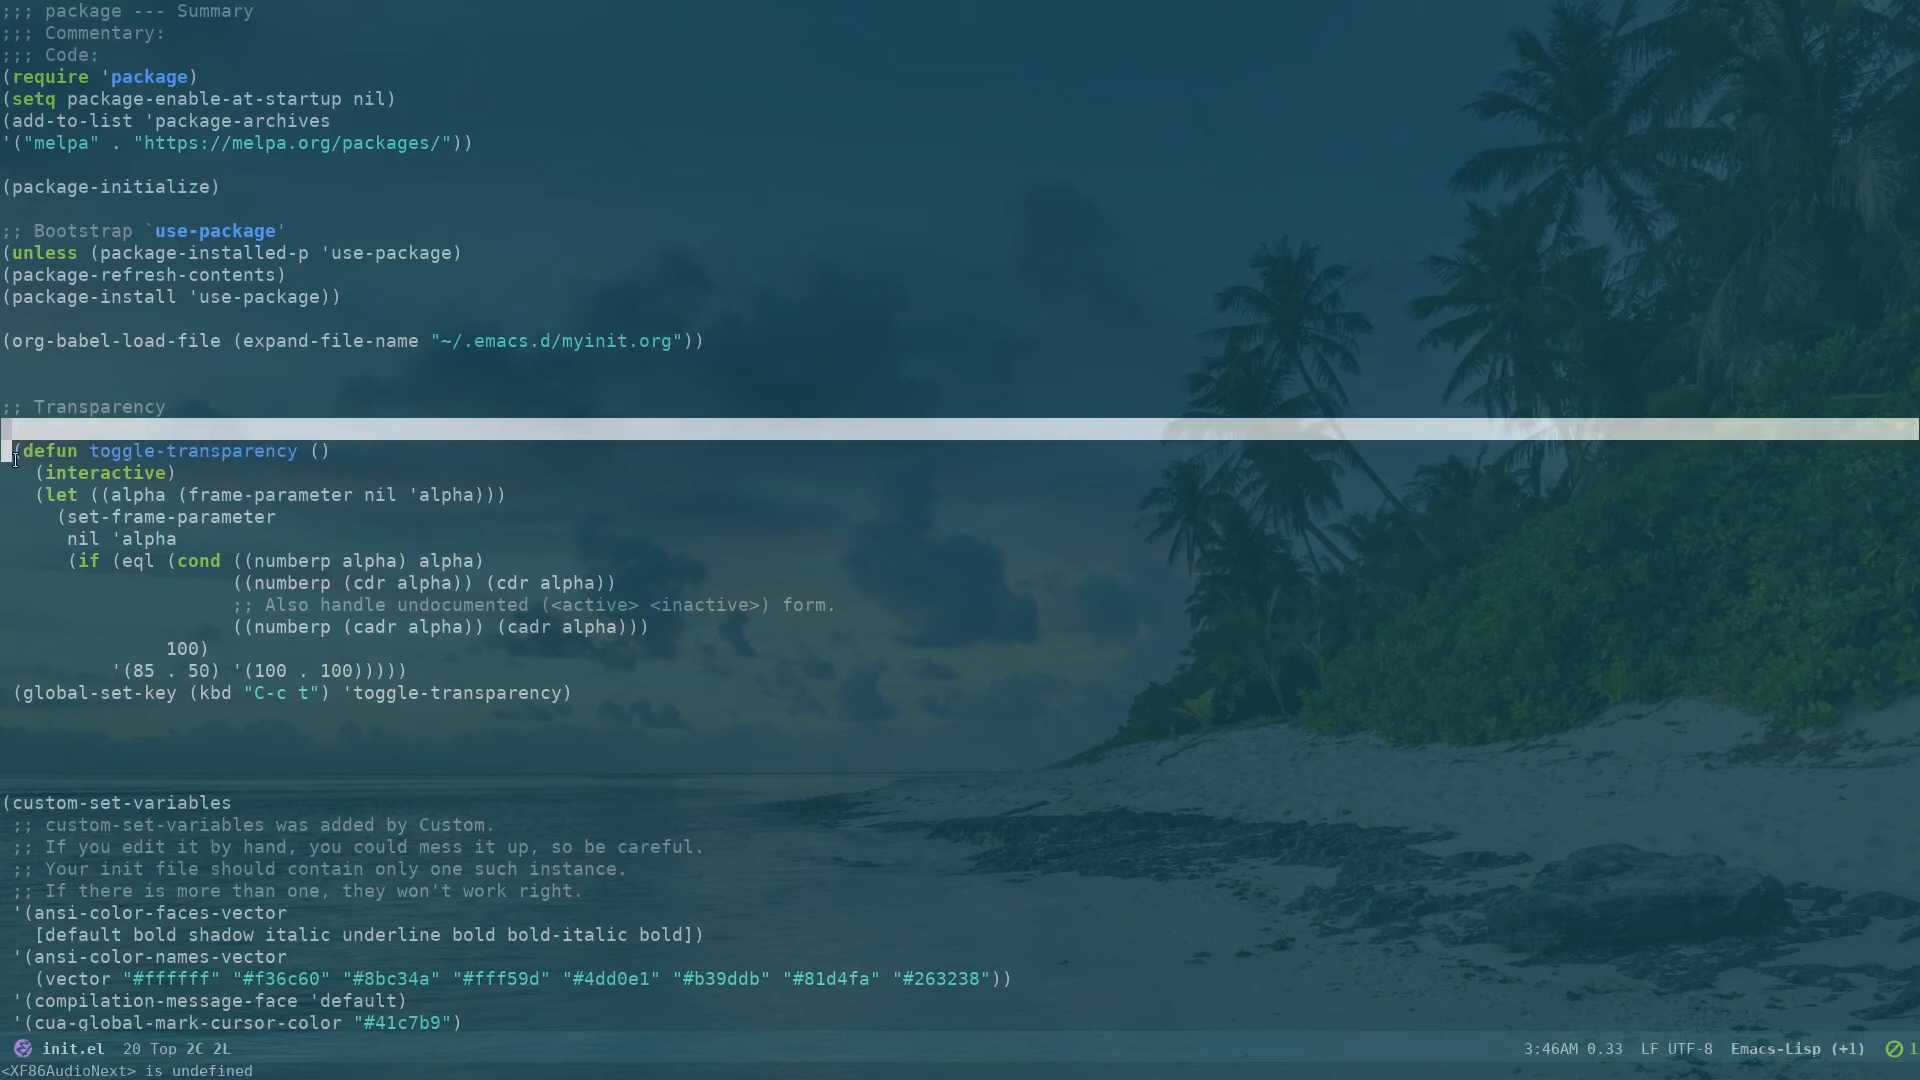 ;;; package --- Summary
;;; Commentary:
;;; Code:
(require 'package)
(setq package-enable-at-startup nil)
(add-to-list 'package-archives
'("melpa" . "https://melpa.org/packages/"))
(package-initialize)
;; Bootstrap `use-package'
(unless (package-installed-p 'use-package)
(package-refresh-contents)
(package-install 'use-package))
(org-babel-load-file (expand-file-name "~/.emacs.d/myinit.org"))
;; Transparency
(defun toggle-transparency ()
(interactive)
(let ((alpha (frame-parameter nil 'alpha)))
(set-frame-parameter
nil 'alpha
(if (eql (cond ((numberp alpha) alpha)
((numberp (cdr alpha)) (cdr alpha))
;; Also handle undocumented (<active> <inactive>) form.
((numberp (cadr alpha)) (cadr alpha)))
100)
'(85 . 50) '(100 . 100)))))
(global-set-key (kbd "C-c t") 'toggle-transparency)
(custom-set-variables
;; custom-set-variables was added by Custom.
;; If you edit it by hand, you could mess it up, so be careful.
;; Your init file should contain only one such instance.
;; If there is more than one, they won't work right.
'(ansi-color-faces-vector
[default bold shadow italic underline bold bold-italic bold])
'(ansi-color-names-vector
(vector "#ffffff" "#f36c60" "#8bc34a" "#fff59d" "#4dd0e1" "#b39ddb" "#81d4fa" "#263238"))
'(compilation-message-face 'default)
'(cua-global-mark-cursor-color "#41c7b9")
init.el 20 Top 2C 2L 3:46AM 0.33 LF UTF-8 Emacs-Lisp (+1) 1
<XF86AudioNext> is undefined